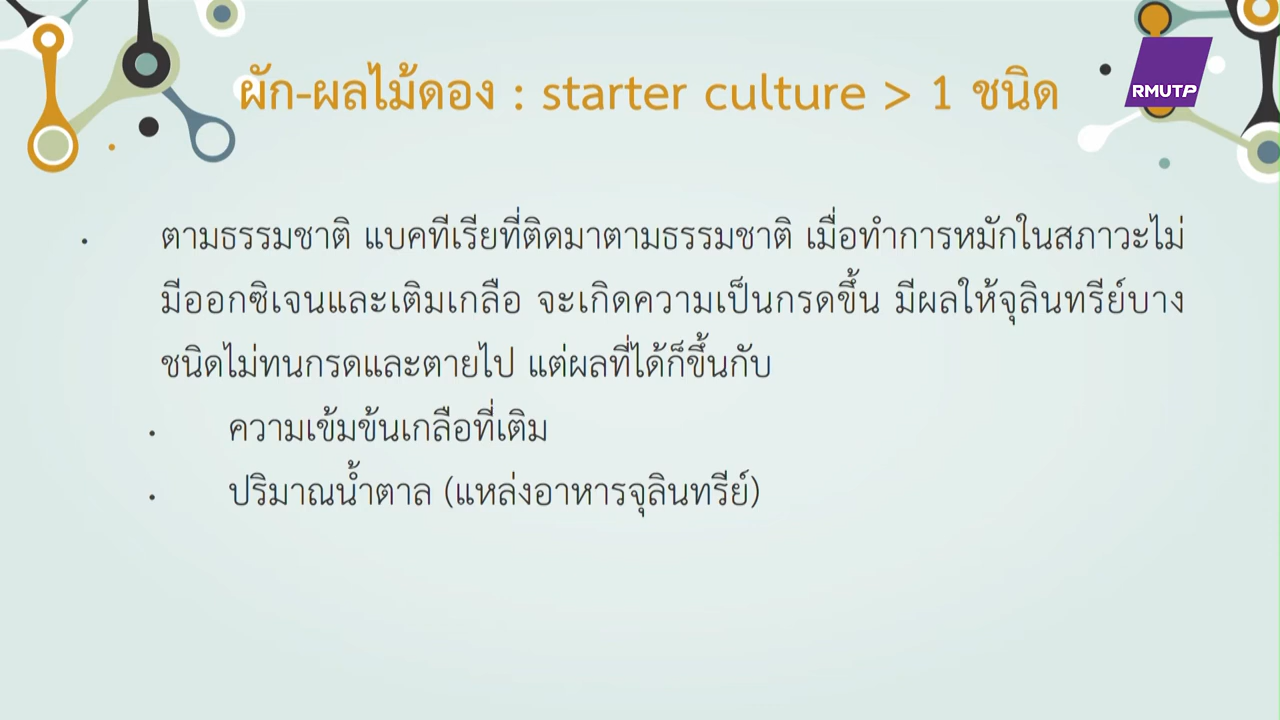 ผัก-ผลไม้ดอง : starter culture > 1 ชนิด
RMUTP
• ตามธรรมชาติ แบคทีเรียที่ติดมาตามธรรมชาติ เมื่อทำการหมักในสภาวะไม่
มีออกซิเจนและเติมเกลือ จะเกิดความเป็นกรดขึ้น มีผลให้จุลินทรีย์บาง
ชนิดไม่ทนกรดและตายไป แต่ผลที่ได้ก็ขึ้นกับ
• ความเข้มข้นเกลือที่เติม
• ปริมาณน้ำตาล (แหล่งอาหารจุลินทรีย์)